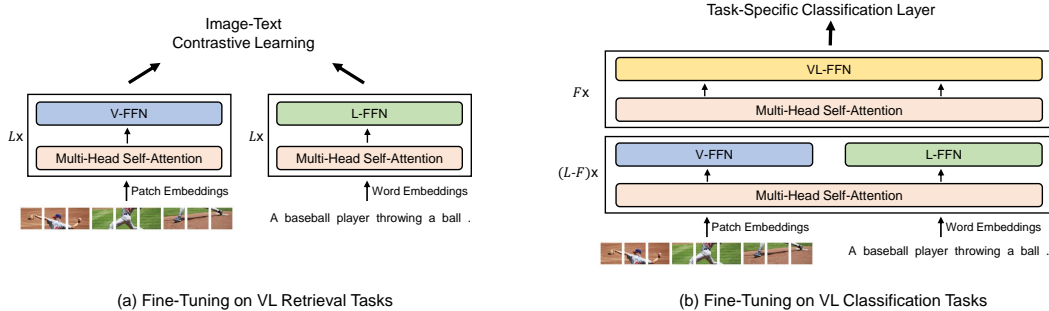 Image-Text
Contrastive Learning
V-FFN
L-FFN
Lx
Multi-Head Self-Attention
Multi-Head Self-Attention
Patch Embeddings
Word Embeddings
A baseball player throwing a ball .
(a) Fine-Tuning on VL Retrieval Tasks
Task-Specific Classification Layer
VL-FFN
Fx
Multi-Head Self-Attention
V-FFN
L-FFN
(L-F)x
Multi-Head Self-Attention
Patch Embeddings
Word Embeddings
A baseball player throwing a ball .
(b) Fine-Tuning on VL Classification Tasks